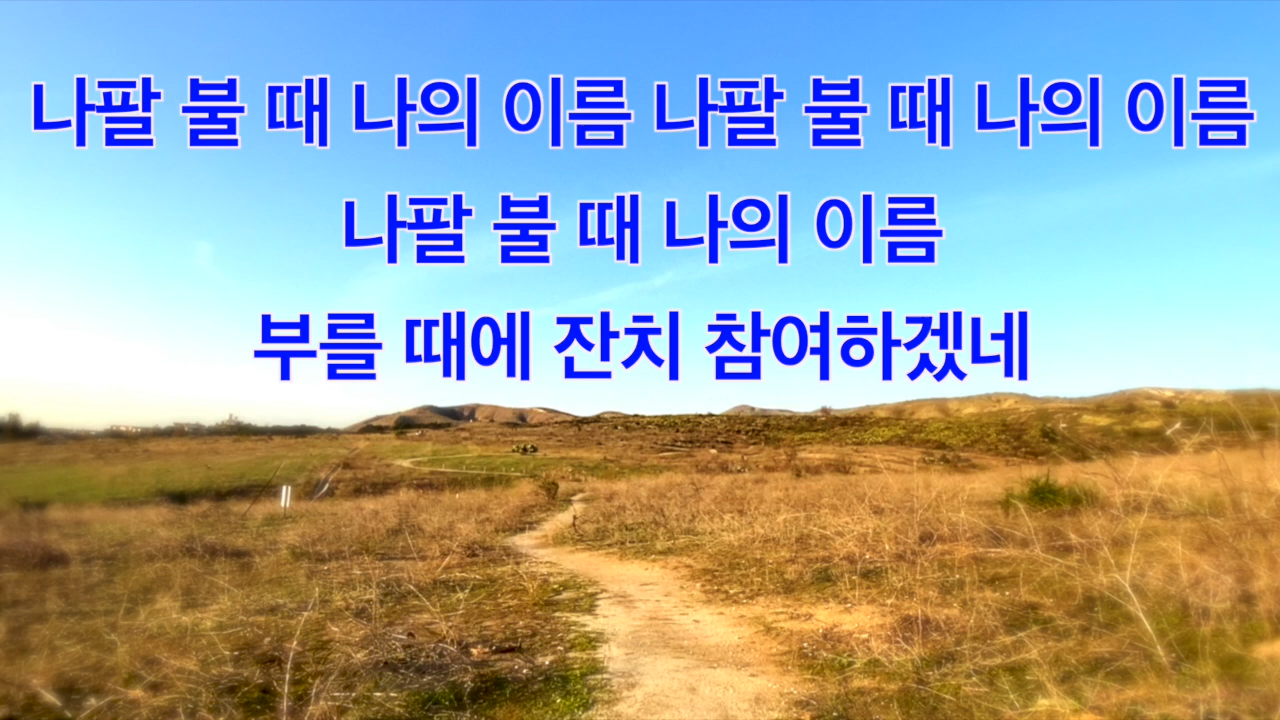 나팔 불 때 나의 이름 나팔 불 때 나의 이름
나팔 불 때 나의 이름
부를 때에 잔치 참여하겠네